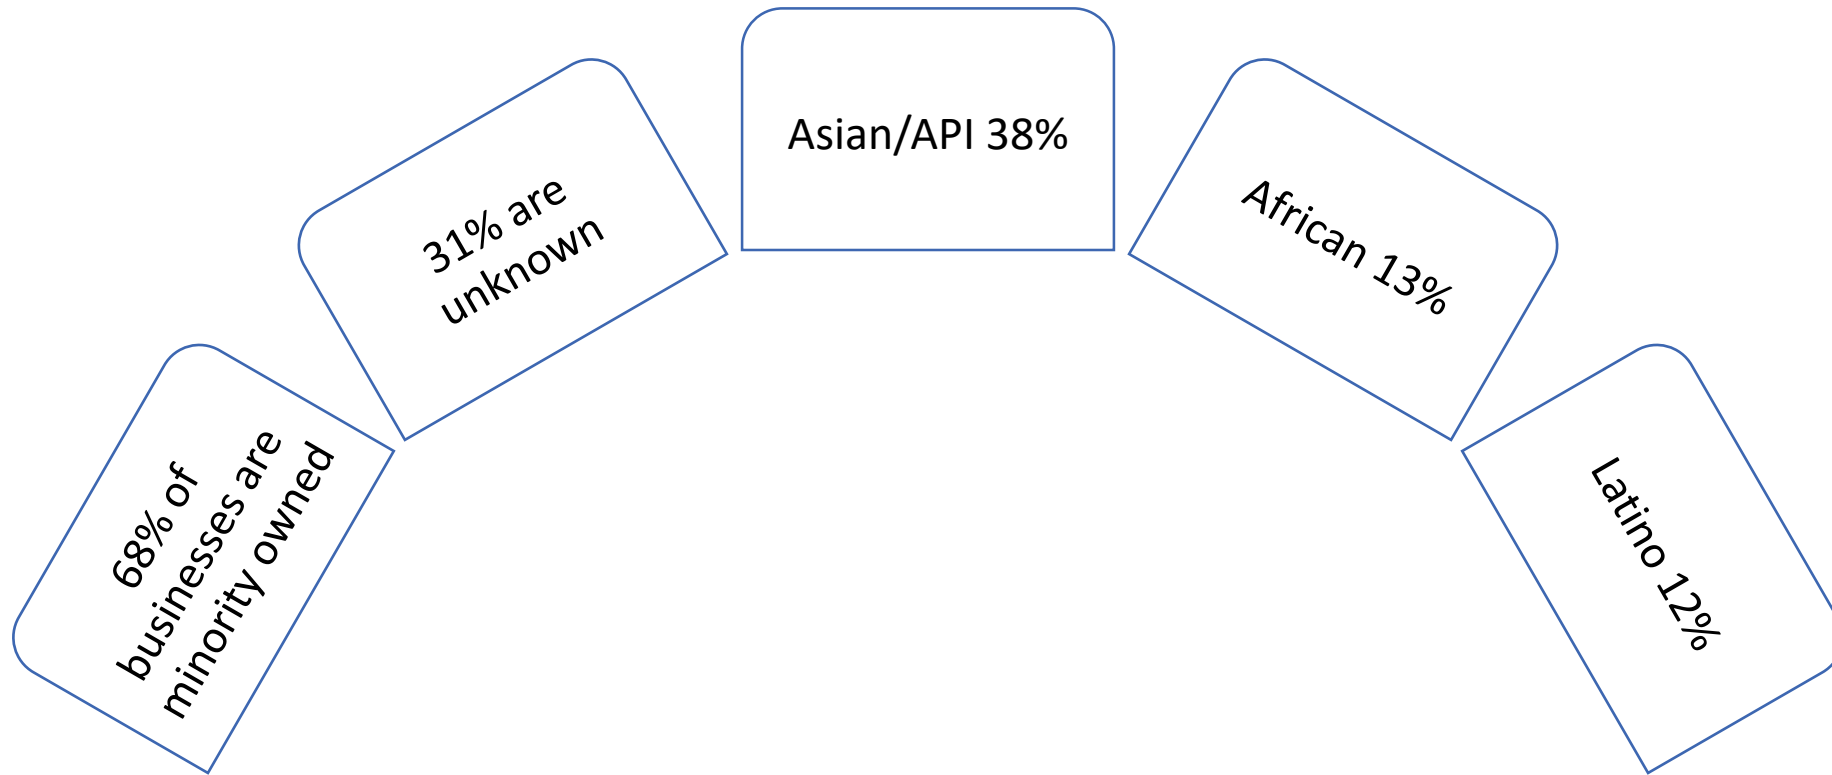 68% of
businesses are
minority owned
31% are
unknown
Asian/API 38%
African 13%
Latino 12%